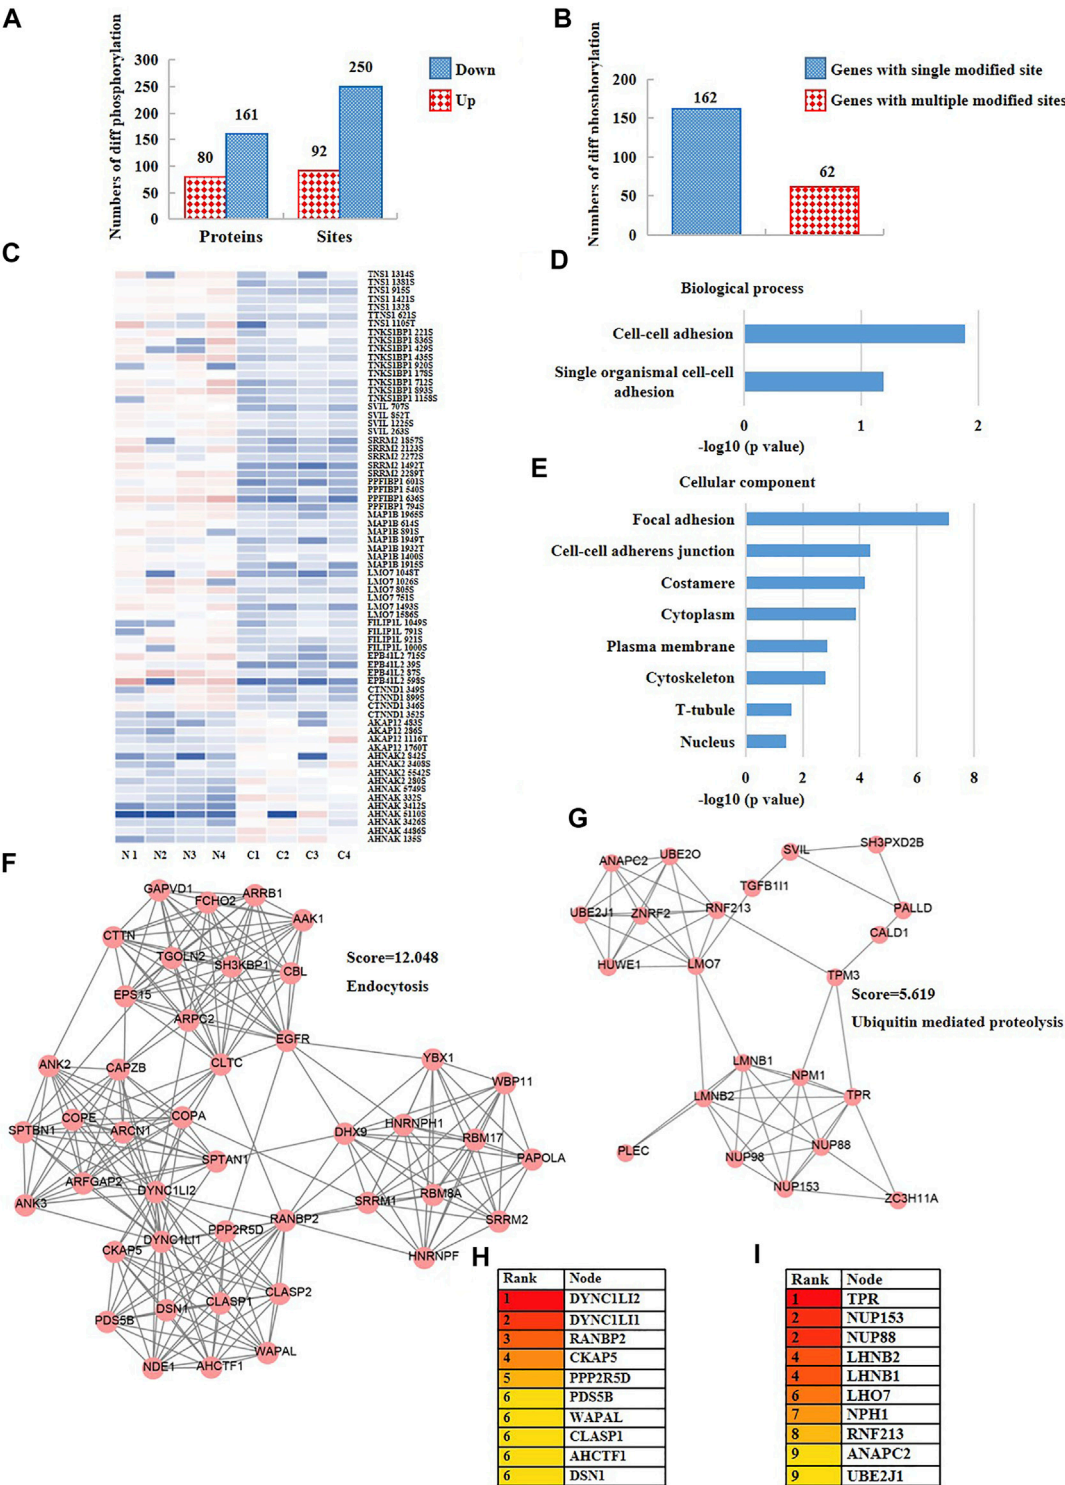 A
Numbers of diff phosphorylation
300
250
200
150
100
50
0
80
161
92
250
Proteins
Sites
Down
Up
B
Numbers of diff phosphorylation
200
150
100
50
0
162
62
Genes with single modified site
Genes with multiple modified sites
C
TNS1 1314S
TNS1 1381S
TNS1 915S
TNS1 1421S
TNS1 1328
TTNS1 621S
TNS1 1105T
TNKS1BP1 221S
TNKS1BP1 836S
TNKS1BP1 429S
TNKS1BP1 435S
TNKS1BP1 920S
TNKS1BP1 178S
TNKS1BP1 712S
TNKS1BP1 893S
TNKS1BP1 1158S
SVIL 707S
SVIL 852T
SVIL 1225S
SVIL 263S
SRRM2 1857S
SRRM2 2123S
SRRM2 2272S
SRRM2 1492T
SRRM2 2289T
PPFIBP1 601S
PPFIBP1 540S
PPFIBP1 636S
PPFIBP1 794S
MAP1B 1965S
MAP1B 614S
MAP1B 891S
MAP1B 1949T
MAP1B 1932T
MAP1B 1400S
MAP1B 1915S
LMO7 1048T
LMO7 1026S
LMO7 805S
LMO7 751S
LMO7 1493S
LMO7 1586S
FILIP1L 1049S
FILIP1L 791S
FILIP1L 921S
FILIP1L 1000S
EPB41L2 715S
EPB41L2 39S
EPB41L2 87S
EPB41L2 598S
CTNND1 349S
CTNND1 899S
CTNND1 346S
CTNND1 352S
AKAP12 483S
AKAP12 286S
AKAP12 1116T
AKAP12 1760T
AHNAK2 842S
AHNAK2 3408S
AHNAK2 5542S
AHNAK2 280S
AHNAK 5749S
AHNAK 332S
AHNAK 3412S
AHNAK 5110S
AHNAK 3426S
AHNAK 4486S
AHNAK 135S
N 1 N2 N3 N4 C1 C2 C3 C4
D
Biological process
Cell-cell adhesion
Single organismal cell-cell
adhesion
0 1 2
-log10 (p value)
E
Cellular component
Focal adhesion
Cell-cell adherens junction
Costamere
Cytoplasm
Plasma membrane
Cytoskeleton
T-tubule
Nucleus
0 2 4 6 8
-log10 (p value)
F
GAPVD1
FCHO2
ARRB1
AAK1
CTTN
TGOLN2
SH3KBP1
CBL
EPS15
ARPC2
EGFR
CLTC
ANK2
CAPZB
COPE
COPA
SPTBN1
ARCN1
SPTAN1
ARFGAP2
DYNC1LI2
ANK3
DYNC1LI1
PPP2R5D
RANBP2
CKAP5
CLASP2
CLASP1
DSN1
PDS5B
WAPAL
NDE1
AHCTF1
YBX1
WBP11
HNRNPH1
DHX9
RBM17
PAPOLA
SRRM1
RBM8A
SRRM2
HNRNPF
Score=12.048
Endocytosis
G
SVIL
SH3PXD2B
ANAPC2
UBE2O
TGFB1I1
UBE2J1
ZNRF2
RNF213
PALLD
CALD1
HUWE1
LMO7
TPM3
Score=5.619
Ubiquitin mediated proteolysis
LMNB1
NPM1
LMNB2
TPR
PLEC
NUP98
NUP88
NUP153
ZC3H11A
H
Rank Node
1 DYNC1LI2
2 DYNC1LI1
3 RANBP2
4 CKAP5
5 PPP2R5D
6 PDS5B
6 WAPAL
6 CLASP1
6 AHCTF1
6 DSN1
I
Rank Node
1 TPR
2 NUP153
2 NUP88
4 LHNB2
4 LHNB1
6 LHO7
7 NPH1
8 RNF213
9 ANAPC2
9 UBE2J1